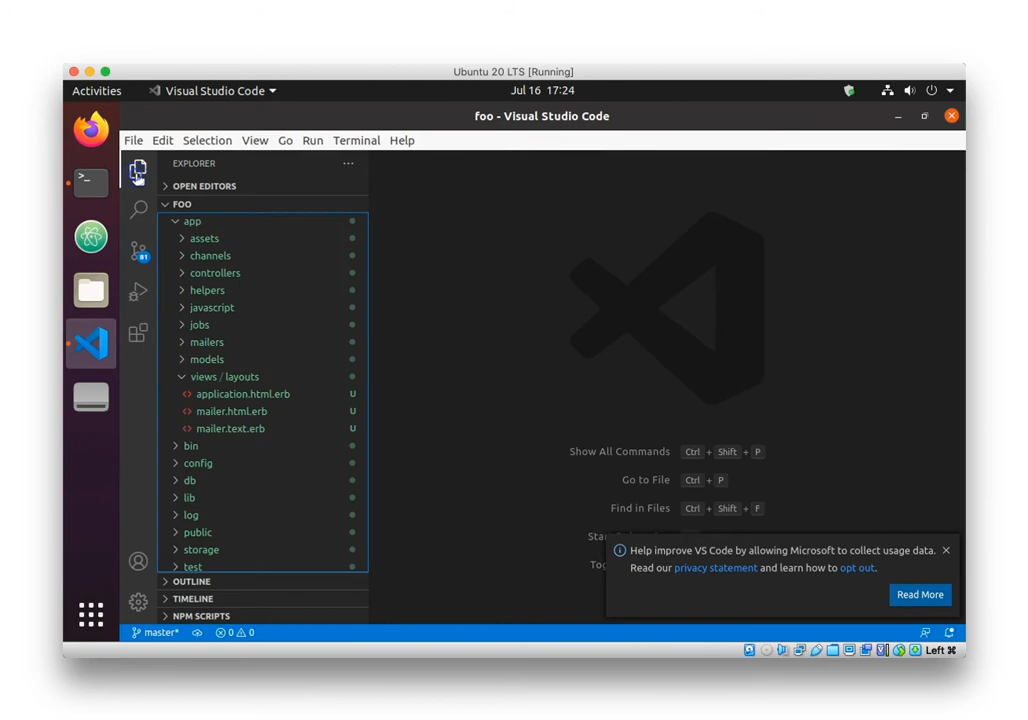 Ubuntu 20 LTS [Running]
Activities
Visual Studio Code
Jul 16 17:24
foo - Visual Studio Code
File Edit Selection View Go Run Terminal Help
EXPLORER
OPEN EDITORS
FOO
app
assets
channels
controllers
81
helpers
javascript
jobs
mailers
models
views / layouts
application.html.erb U
mailer.html.erb U
mailer.text.erb U
bin
config
db
lib
log
public
storage
test
OUTLINE
TIMELINE
NPM SCRIPTS
Show All Commands Ctrl + Shift + P
Go to File Ctrl + P
Find in Files Ctrl + Shift + F
Help improve VS Code by allowing Microsoft to collect usage data.
Read our privacy statement and learn how to opt out.
Read More
master* 0 0
Left ⌘